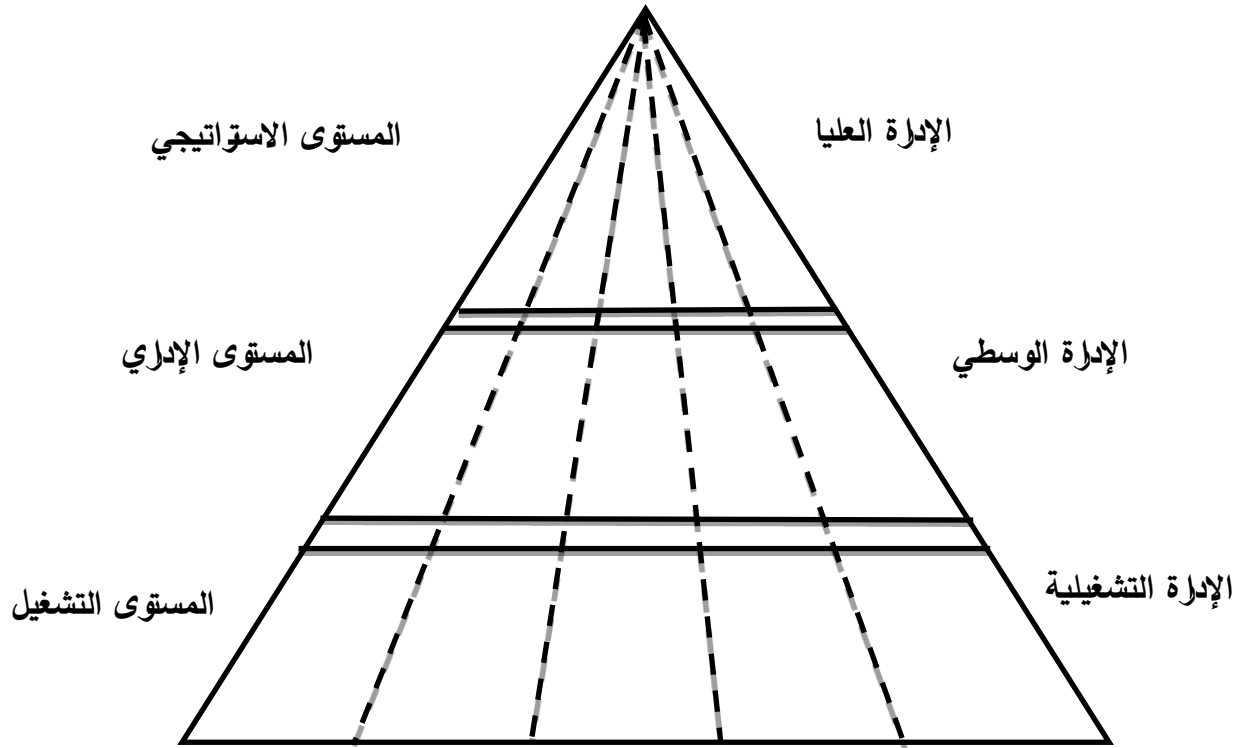 الإدارة العليا
المستوى الاستراتيجي
الإدارة الوسطي
المستوى الإداري
الإدارة التشغيلية
المستوى التشغيل